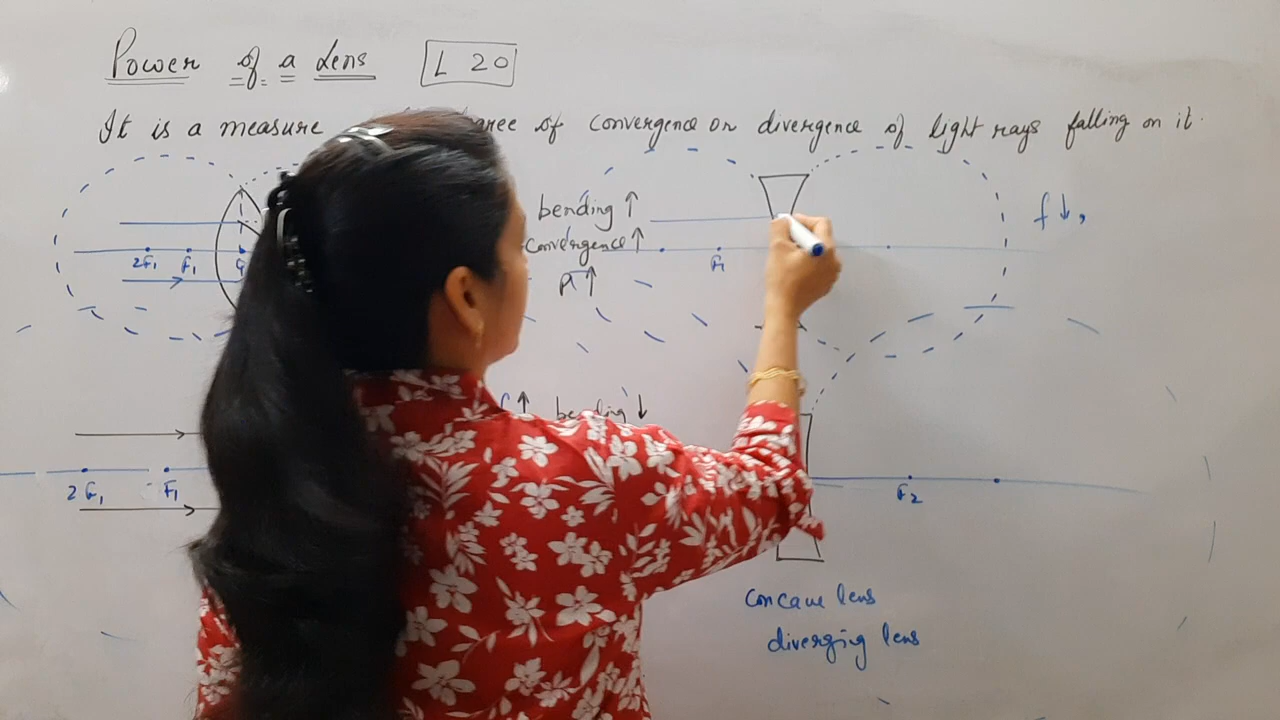 Power of a Lens L 20
It is a measure degree of convergence or divergence of light rays falling on it.
bending ↑
f ↓,
convergence ↑
2F₁ F₁
F₁
P ↑
f ↑ bending ↓
2F₁ F₁
F₂
concave lens
diverging lens